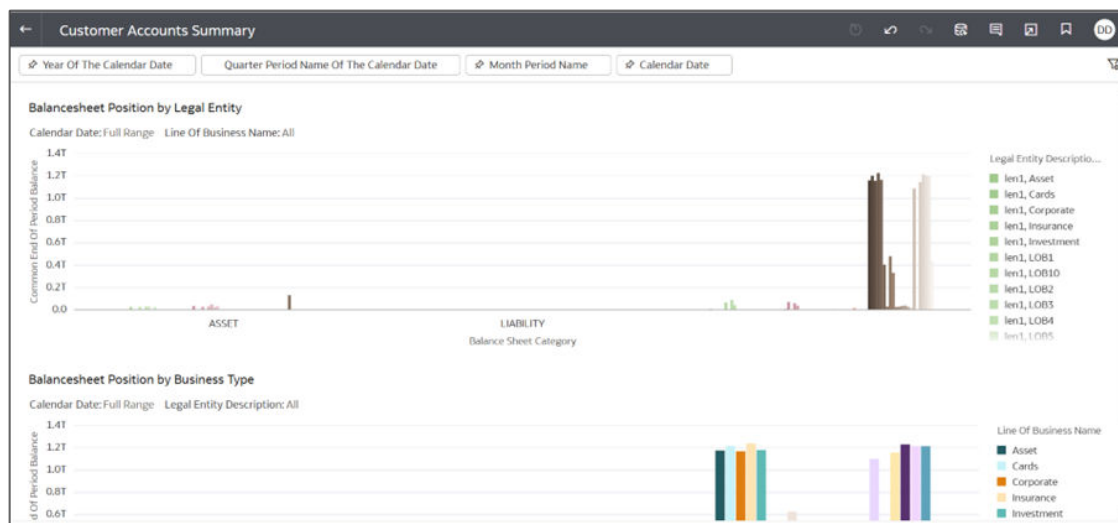 Customer Accounts Summary
DD
Year Of The Calendar Date
Quarter Period Name Of The Calendar Date
Month Period Name
Calendar Date
Balancesheet Position by Legal Entity
Calendar Date: Full Range Line Of Business Name: All
Common End Of Period Balance
1.4T
1.2T
1.0T
0.8T
0.6T
0.4T
0.2T
0.0
ASSET
LIABILITY
Balance Sheet Category
Legal Entity Descriptio...
len1, Asset
len1, Cards
len1, Corporate
len1, Insurance
len1, Investment
len1, LOB1
len1, LOB10
len1, LOB2
len1, LOB3
len1, LOB4
len1, LOB5
Balancesheet Position by Business Type
Calendar Date: Full Range Legal Entity Description: All
d Of Period Balance
1.4T
1.2T
1.0T
0.8T
0.6T
Line Of Business Name
Asset
Cards
Corporate
Insurance
Investment